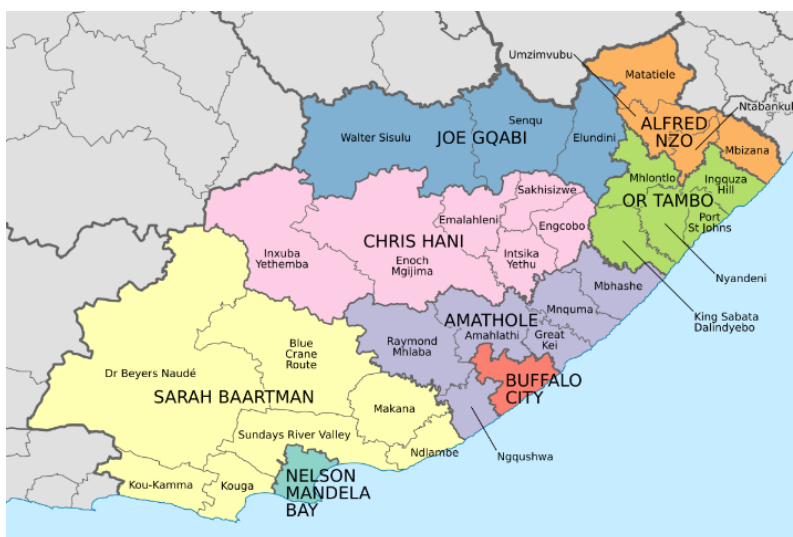 Umzimvubu
Matatiele
Ntabankul
ALFRED
NZO
Mbizana
Senqu
Walter Sisulu
JOE GQABI
Elundini
Mhlontlo
Ingquza
Hill
OR TAMBO
Port
St Johns
Nyandeni
King Sabata
Dalindyebo
Sakhisizwe
Emalahleni
Engcobo
CHRIS HANI
Inxuba
Yethemba
Enoch
Mgijima
Intsika
Yethu
Mbhashe
Mnquma
AMATHOLE
Amahlathi
Great
Kei
Raymond
Mhlaba
BUFFALO
CITY
Ngqushwa
Blue
Crane
Route
Dr Beyers Naudé
SARAH BAARTMAN
Makana
Sundays River Valley
Ndlambe
Kou-Kamma
Kouga
NELSON
MANDELA
BAY